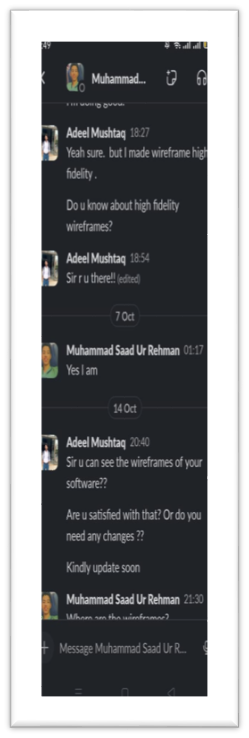 :49
Muhammad...
I'm doing good.
Adeel Mushtaq 18:27
Yeah sure. but I made wireframe high
fidelity .
Do u know about high fidelity
wireframes?
Adeel Mushtaq 18:54
Sir r u there!! (edited)
7 Oct
Muhammad Saad Ur Rehman 01:17
Yes I am
14 Oct
Adeel Mushtaq 20:40
Sir u can see the wireframes of your
software??
Are u satisfied with that? Or do you
need any changes ??
Kindly update soon
Muhammad Saad Ur Rehman 21:30
Where are the wireframes?
Message Muhammad Saad Ur R...